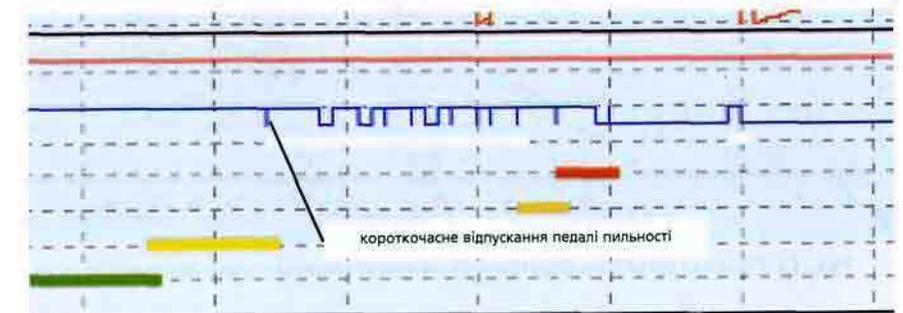 короткочасне відпускання педалі пильності